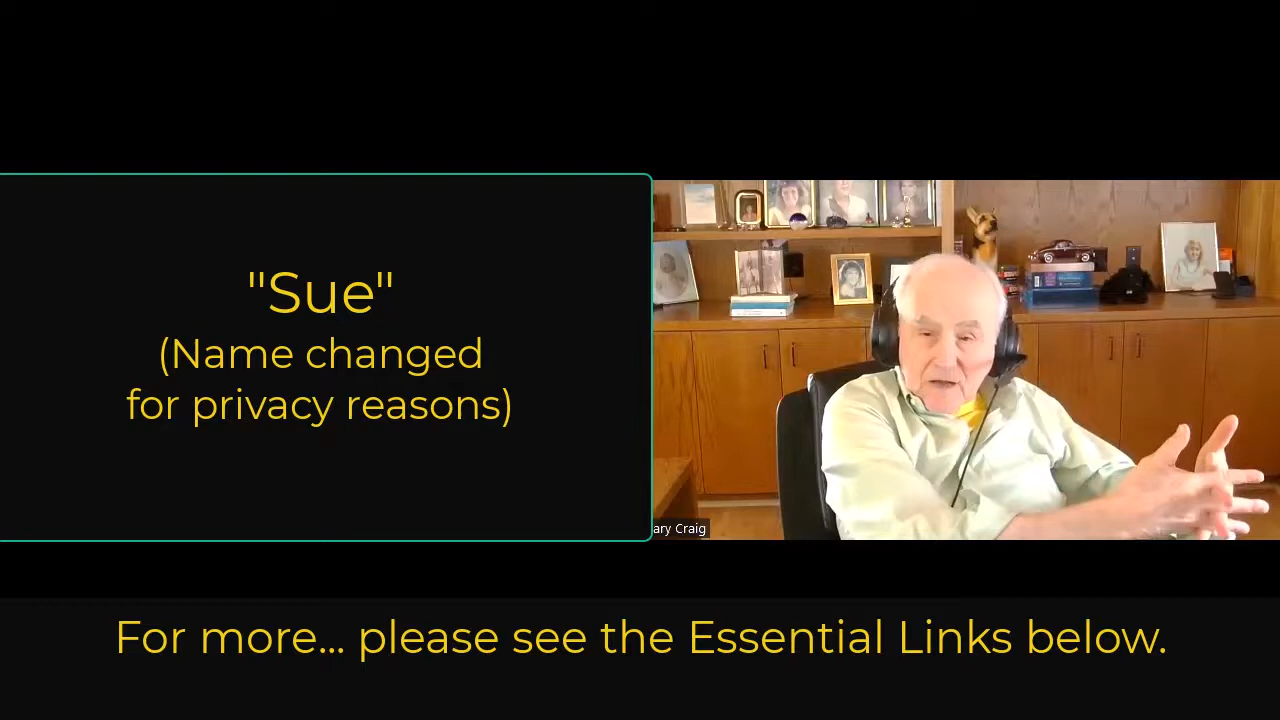 "Sue"
(Name changed
for privacy reasons)
ary Craig
For more... please see the Essential Links below.